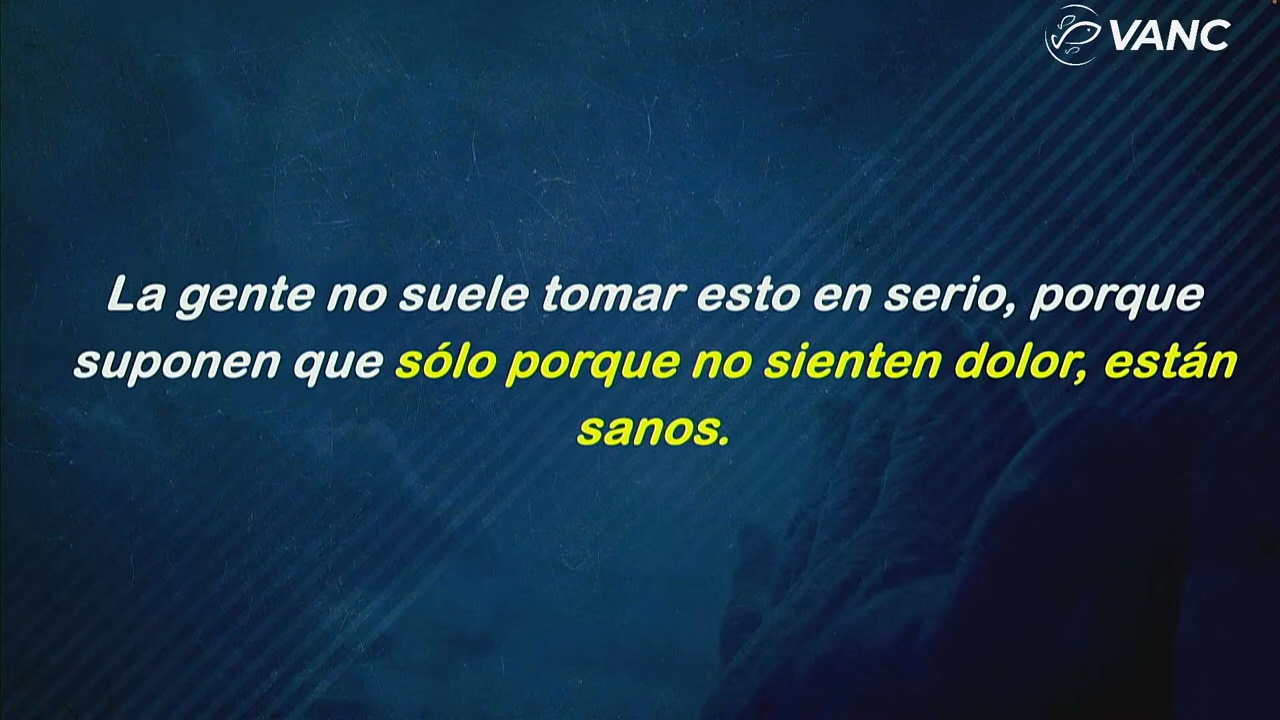 VANC
La gente no suele tomar esto en serio, porque
suponen que sólo porque no sienten dolor, están
sanos.